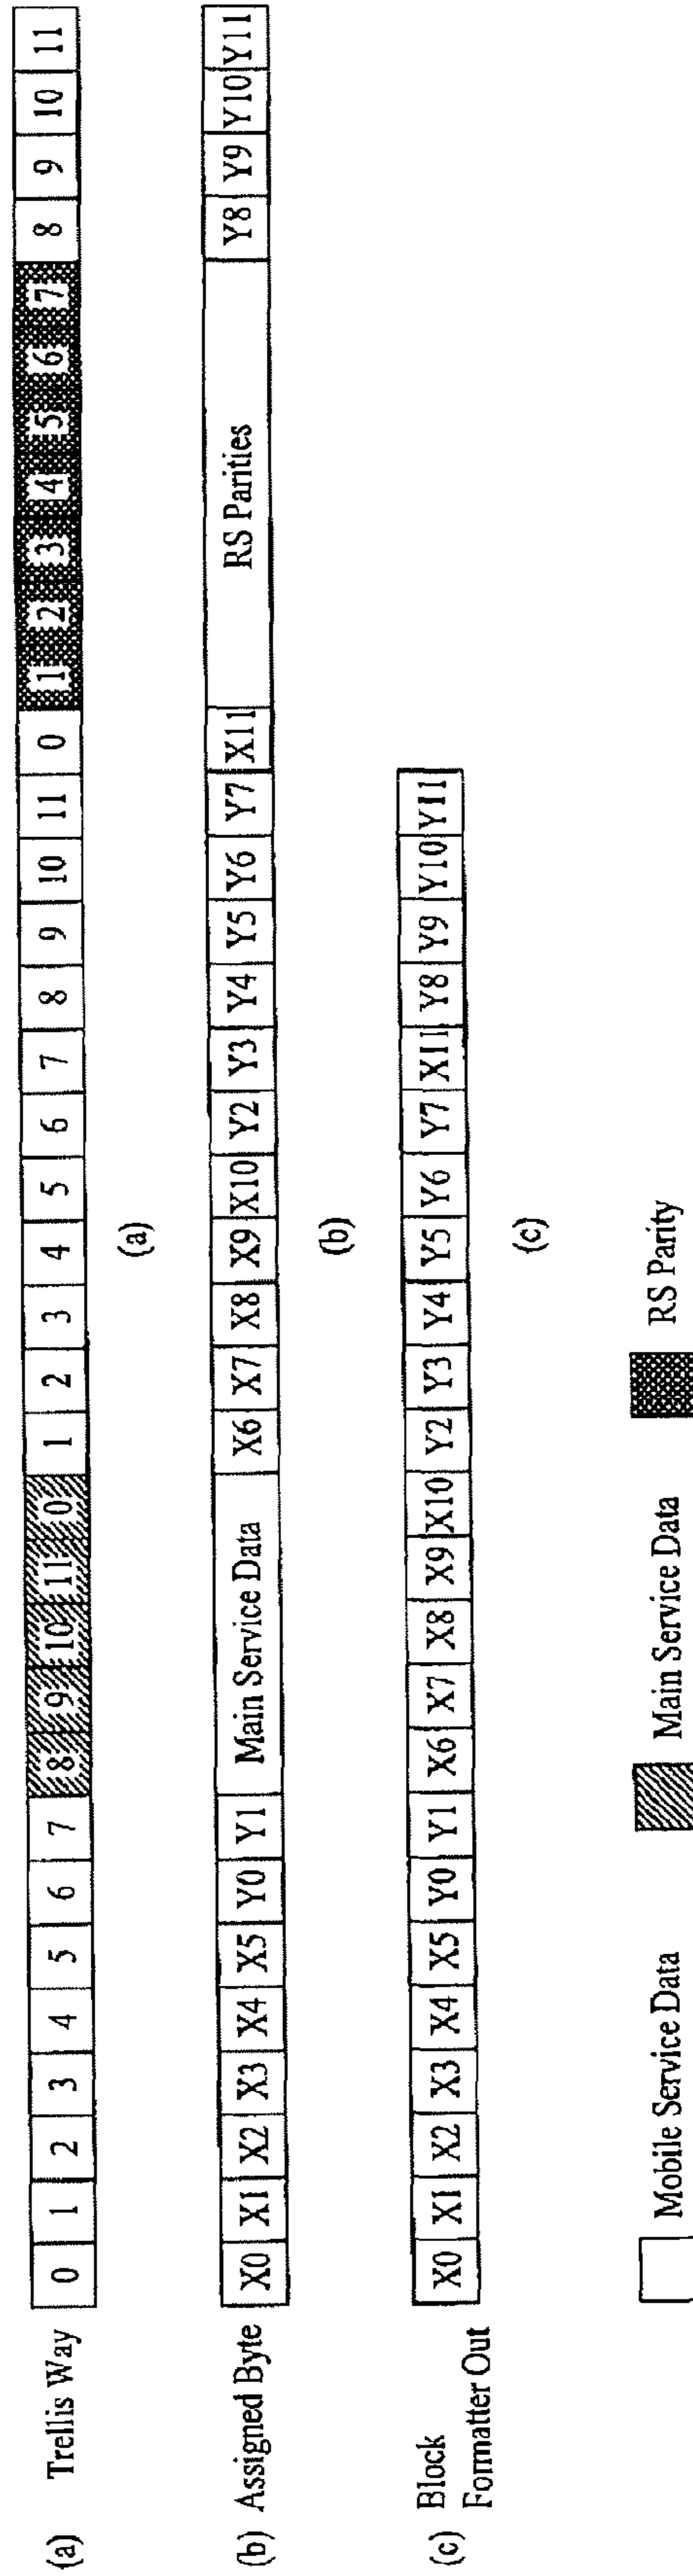 (a) Trellis Way 0 1 2 3 4 5 6 7 8 9 10 11 0 1 2 3 4 5 6 7 8 9 10 11 0 1 2 3 4 5 6 7 8 9 10 11
(a)
(b) Assigned Byte X0 X1 X2 X3 X4 X5 Y0 Y1 Main Service Data X6 X7 X8 X9 X10 Y2 Y3 Y4 Y5 Y6 Y7 X11 RS Parities Y8 Y9 Y10 Y11
(b)
(c) Block
Formatter Out X0 X1 X2 X3 X4 X5 Y0 Y1 X6 X7 X8 X9 X10 Y2 Y3 Y4 Y5 Y6 Y7 X11 Y8 Y9 Y10 Y11
(c)
Mobile Service Data Main Service Data RS Parity